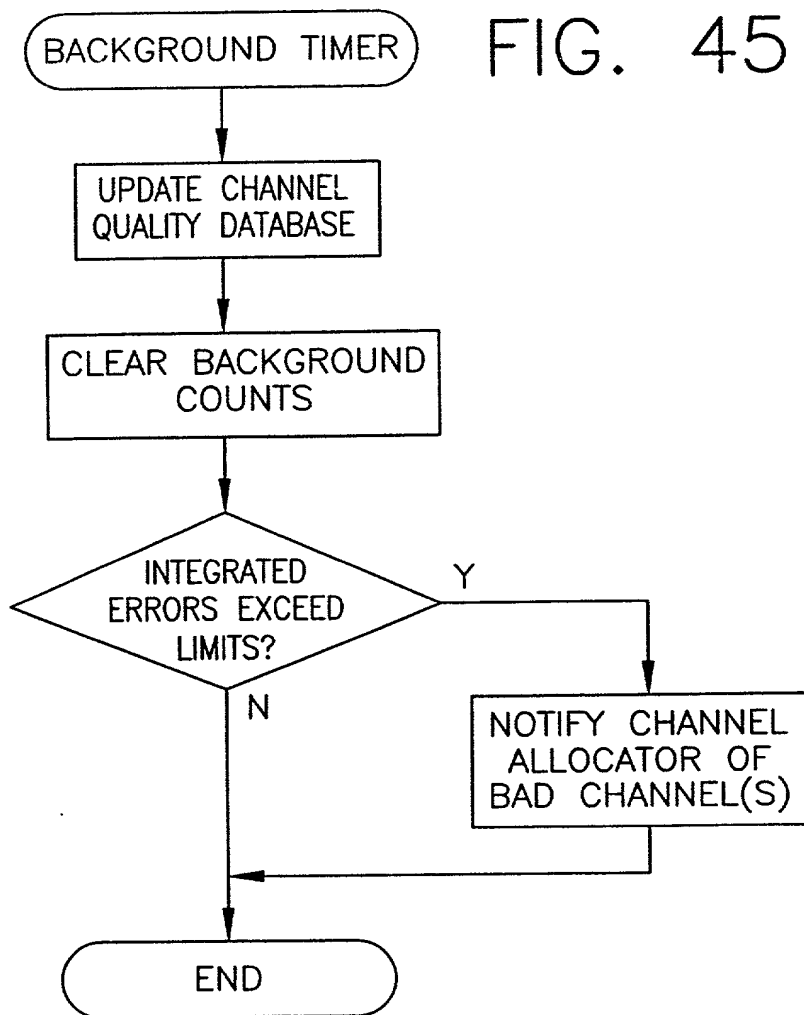 BACKGROUND TIMER
FIG. 45
UPDATE CHANNEL
QUALITY DATABASE
CLEAR BACKGROUND
COUNTS
INTEGRATED
ERRORS EXCEED
LIMITS?
Y
N
NOTIFY CHANNEL
ALLOCATOR OF
BAD CHANNEL(S)
END